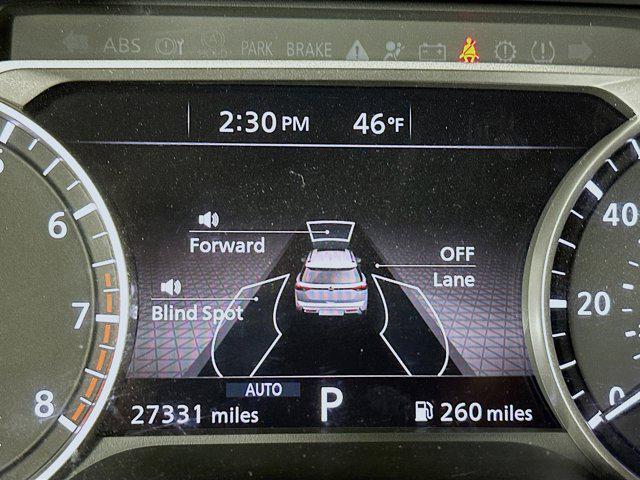 ABS PARK BRAKE
2:30 PM 46°F
Forward
OFF
Lane
Blind Spot
AUTO
27331 miles P 260 miles
6
7
8
40
20
0